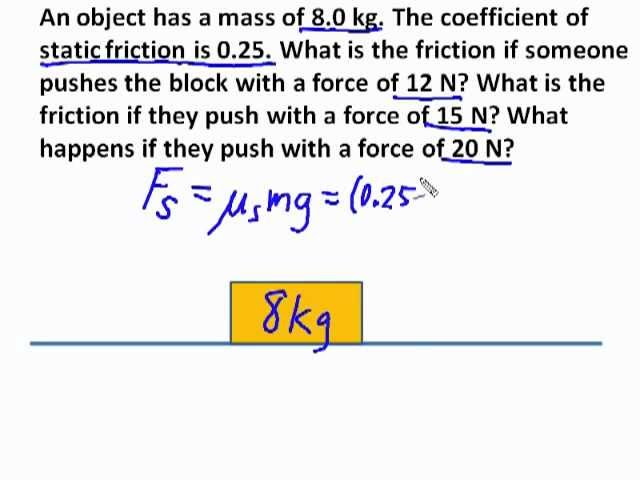 An object has a mass of 8.0 kg. The coefficient of
static friction is 0.25. What is the friction if someone
pushes the block with a force of 12 N? What is the
friction if they push with a force of 15 N? What
happens if they push with a force of 20 N?
Fs = μs mg = (0.25
8kg